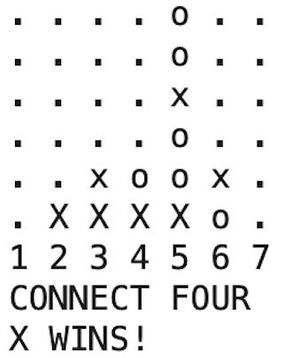 . . . . o . .
. . . . o . .
. . . . x . .
. . . . o . .
. . x o o x .
. X X X X o .
1 2 3 4 5 6 7
CONNECT FOUR
X WINS!